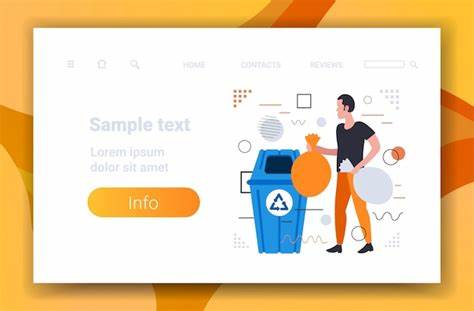 HOME CONTACTS REVIEWS
Sample text
Lorem ipsum
dolor sit amet
Info